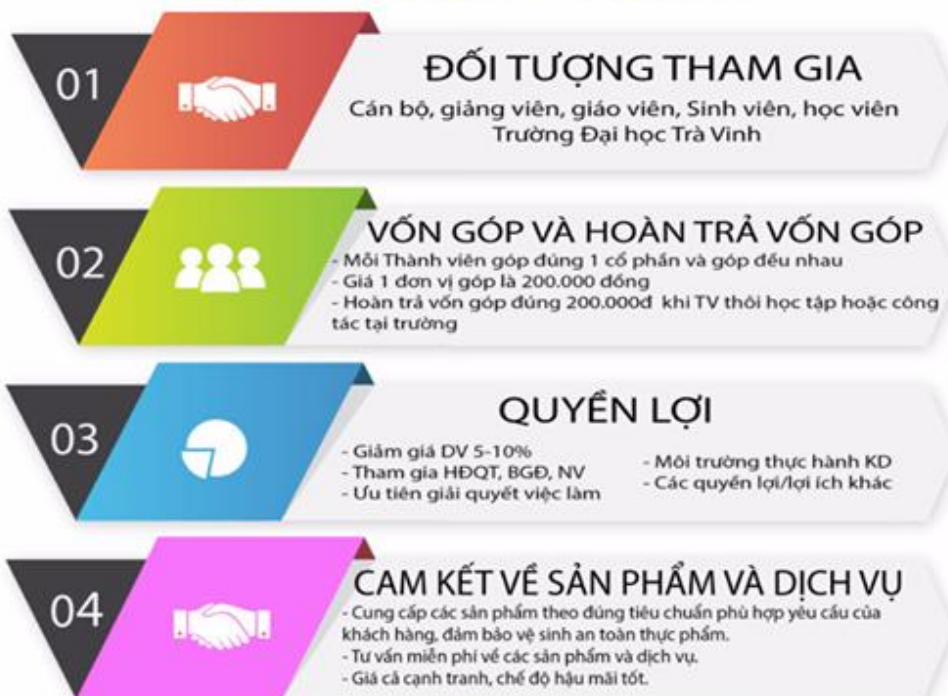 01
ĐỐI TƯỢNG THAM GIA
Cán bộ, giảng viên, giáo viên, Sinh viên, học viên
Trường Đại học Trà Vinh
02
VỐN GÓP VÀ HOÀN TRẢ VỐN GÓP
- Mỗi Thành viên góp đúng 1 cổ phần và góp đều nhau
- Giá 1 đơn vị góp là 200.000 đồng
- Hoàn trả vốn góp đúng 200.000đ khi TV thôi học tập hoặc công
tác tại trường
03
QUYỀN LỢI
- Giảm giá DV 5-10%
- Tham gia HĐQT, BGĐ, NV
- Ưu tiên giải quyết việc làm
- Môi trường thực hành KD
- Các quyền lợi/lợi ích khác
04
CAM KẾT VỀ SẢN PHẨM VÀ DỊCH VỤ
- Cung cấp các sản phẩm theo đúng tiêu chuẩn phù hợp yêu cầu của
khách hàng, đảm bảo vệ sinh an toàn thực phẩm.
- Tư vấn miễn phí về các sản phẩm và dịch vụ.
- Giá cả cạnh tranh, chế độ hậu mãi tốt.